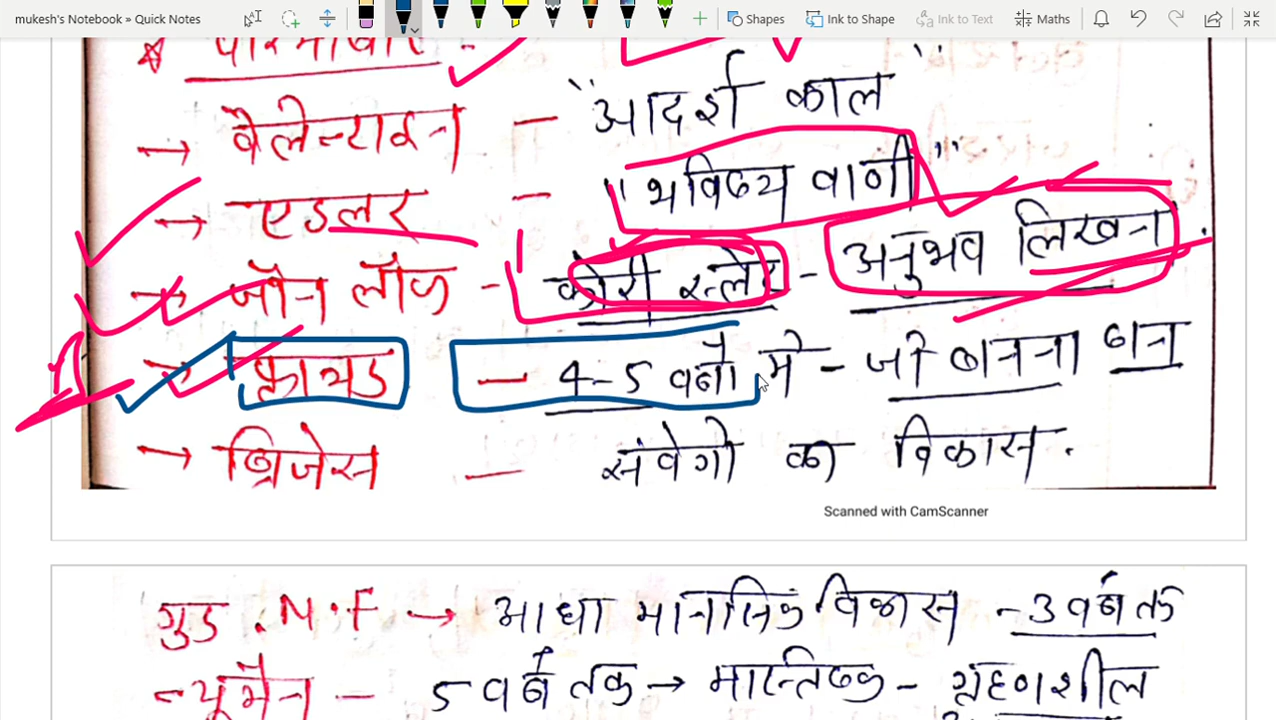 mukesh's Notebook » Quick Notes Shapes Ink to Shape Ink to Text Maths
परिभाषाएं :
→ वैलेन्टाइन - "आदर्श काल"
→ एडलर - "भविष्य वाणी"
→ जॉन लॉक - कोरी स्लेट - अनुभव लिखना.
→ फ्रायड - 4-5 वर्षो में - जो बनना बन
→ ब्रिजेस - संवेगो का विकास.
Scanned with CamScanner
गुड . N.F → आधा मानसिक विकास - 3 वर्ष तक
न्यूमैन - 5 वर्ष तक → मास्तिष्क - ग्रहणशील